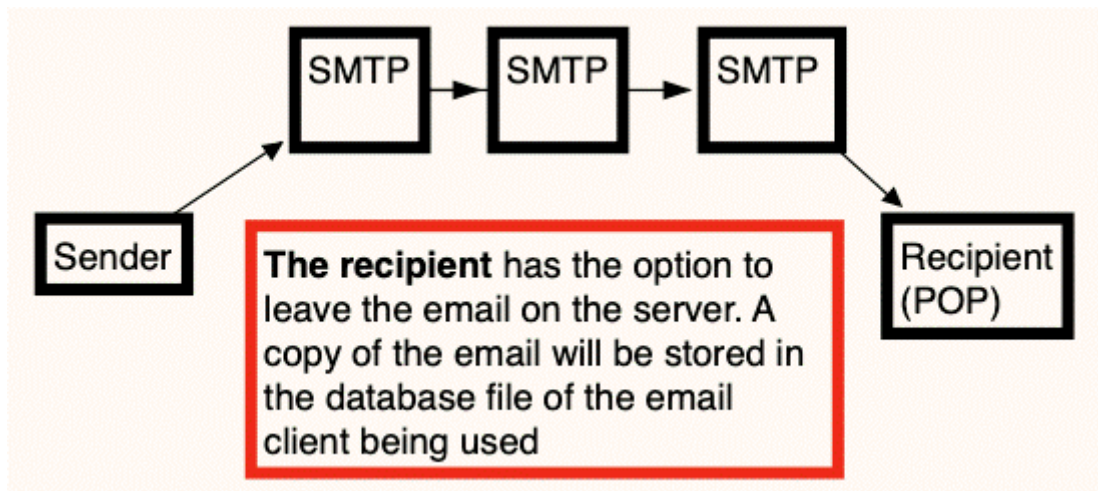 SMTP
SMTP
SMTP
Sender
The recipient has the option to
leave the email on the server. A
copy of the email will be stored in
the database file of the email
client being used
Recipient
(POP)